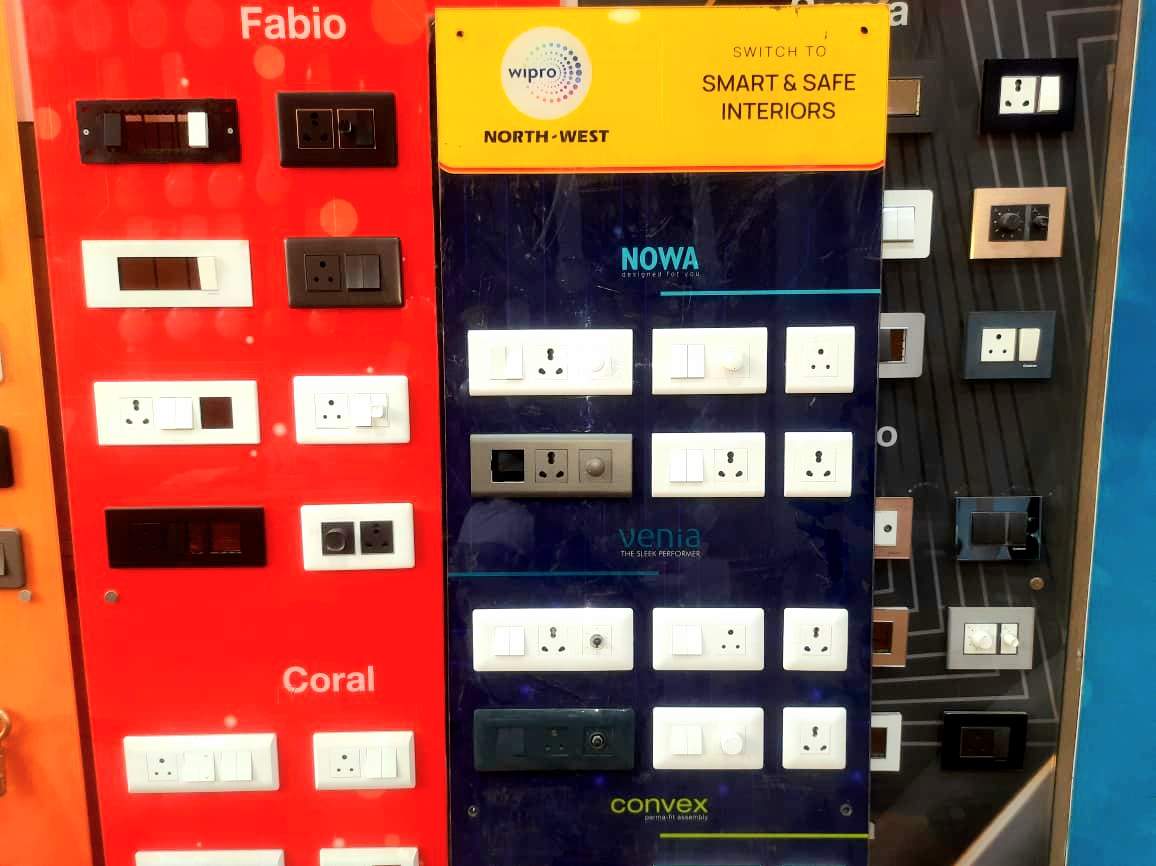 Fabio
Coral
wipro
NORTH-WEST
SWITCH TO
SMART & SAFE
INTERIORS
NOWA
designed for you
venia
THE SLEEK PERFORMER
convex
perma-fit assembly